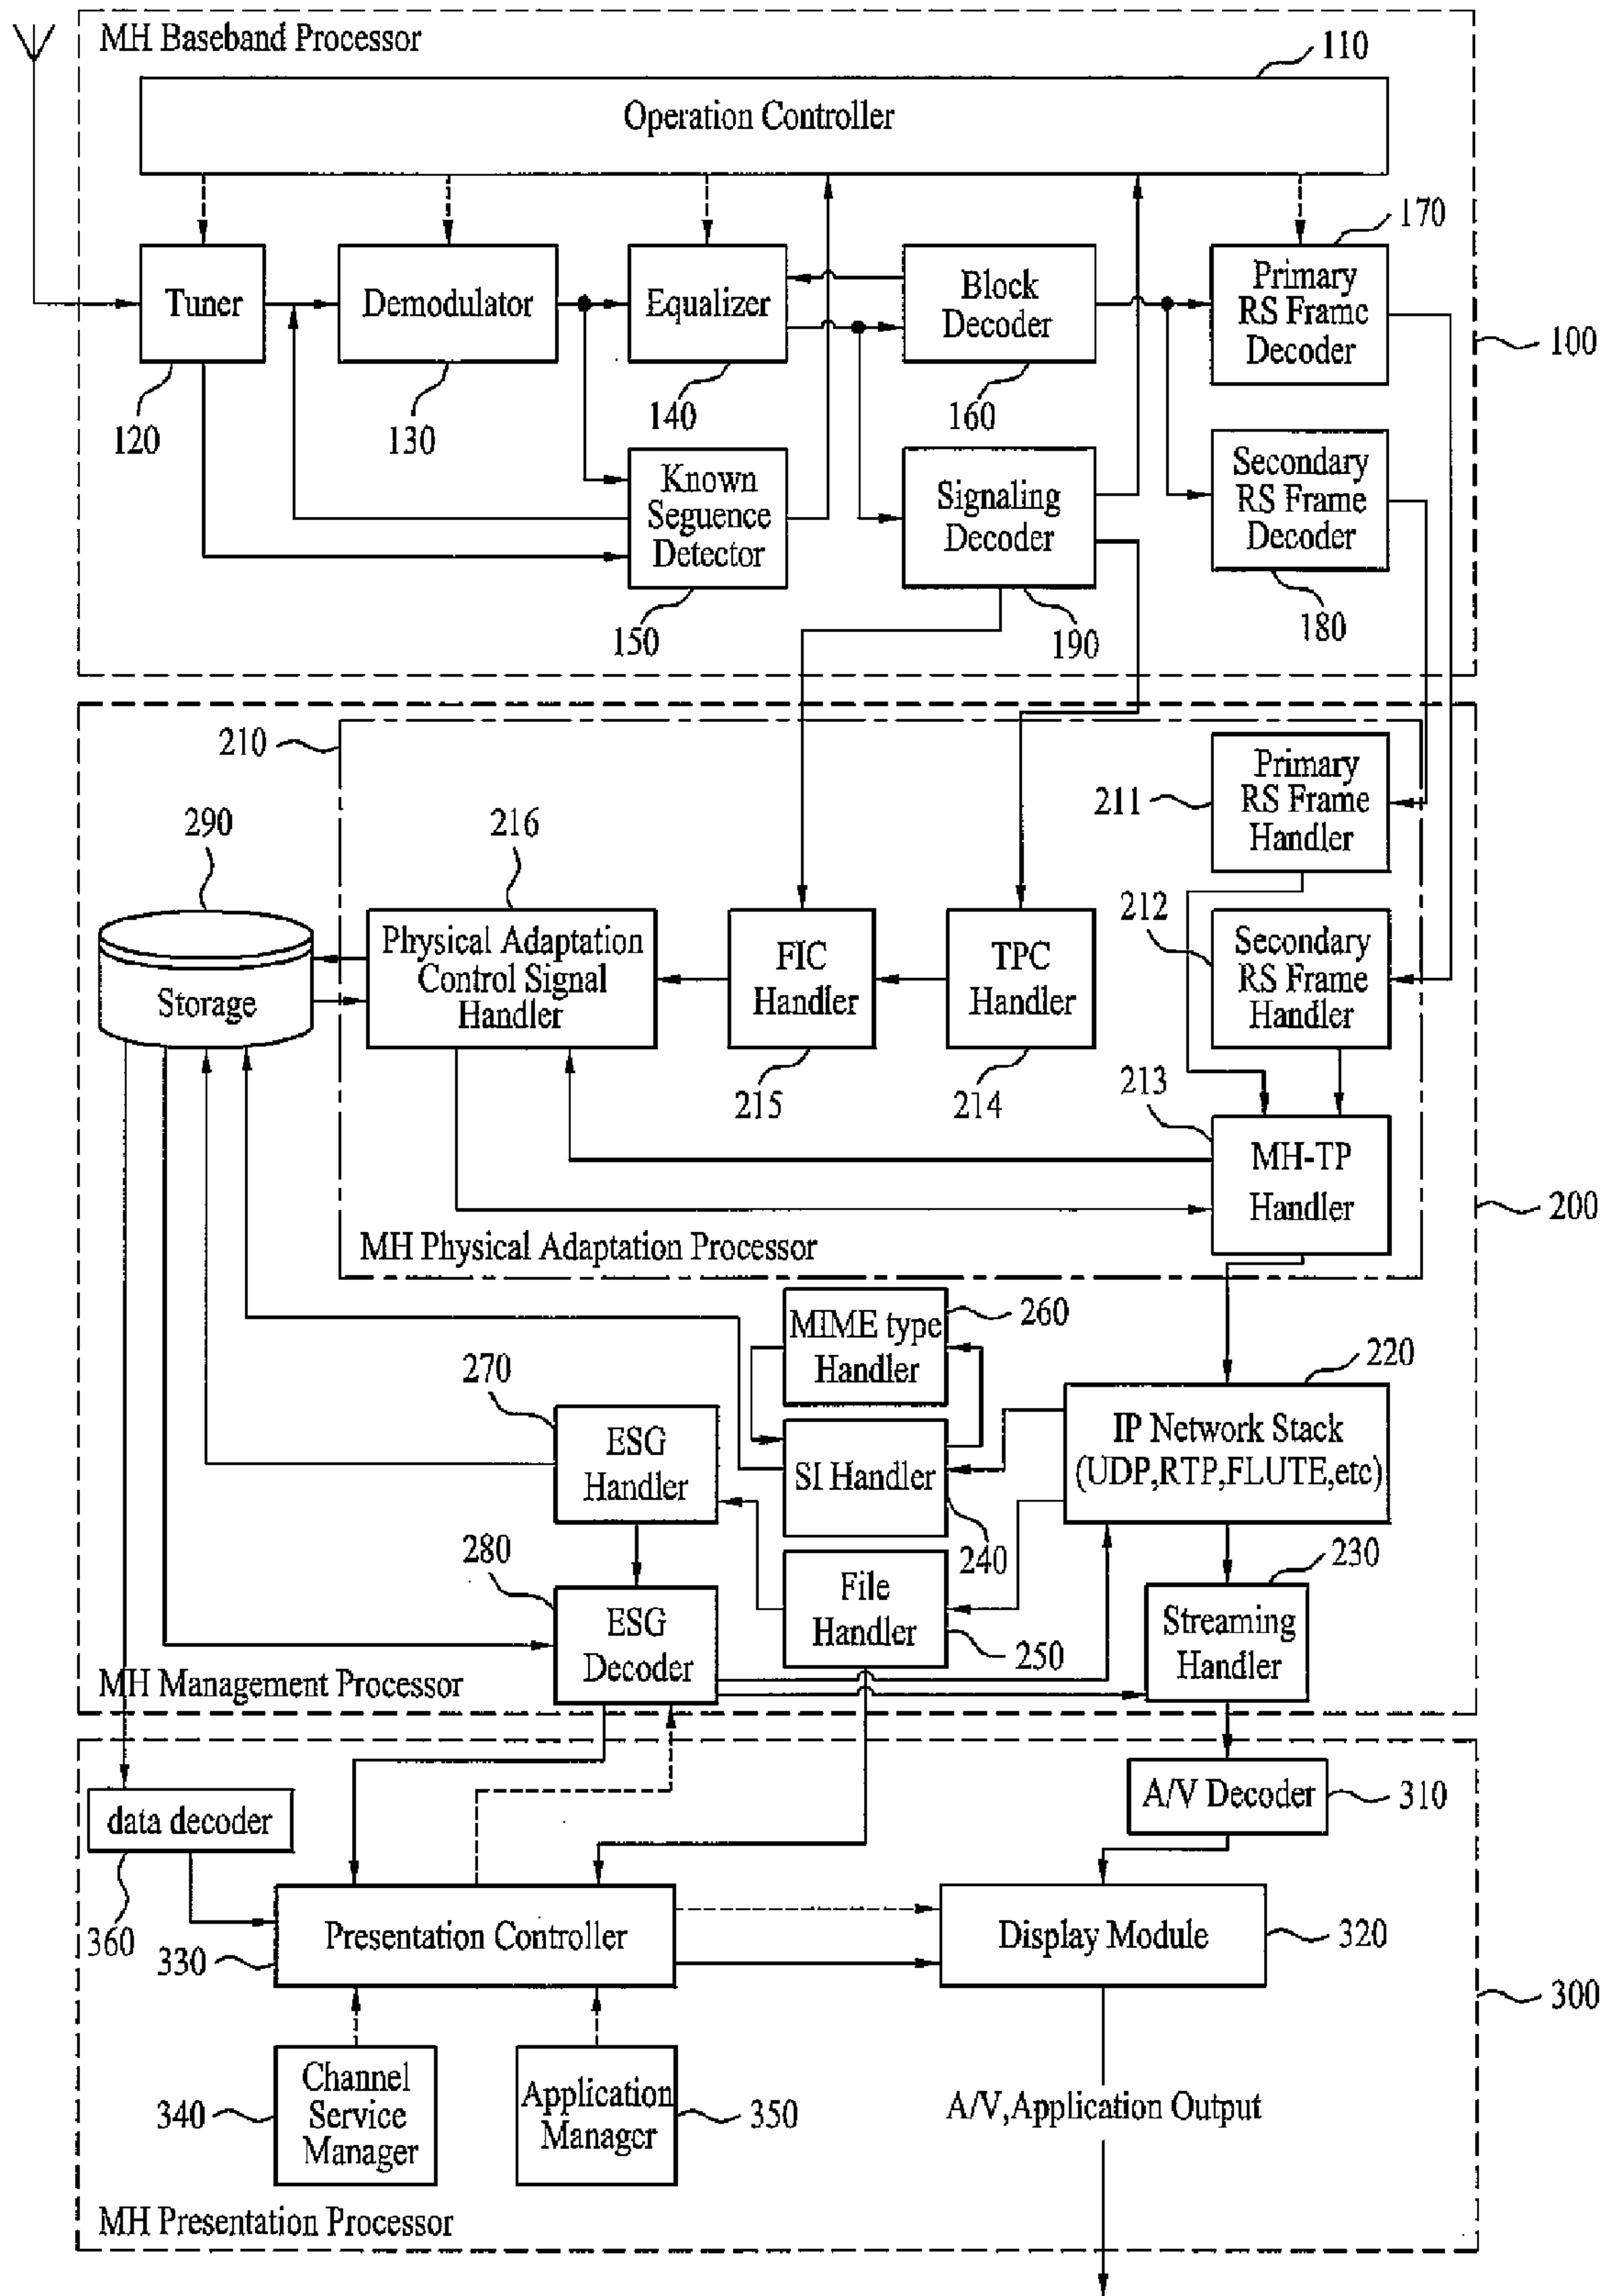 MH Baseband Processor
110
Operation Controller
170
Tuner
Demodulator
Equalizer
Block
Decoder
Primary
RS Frame
Decoder
100
120
130
140
160
Known
Seguence
Detector
Signaling
Decoder
Secondary
RS Frame
Decoder
150
190
180
210
Primary
RS Frame
Handler
211
290
216
212
Storage
Physical Adaptation
Control Signal
Handler
FIC
Handler
TPC
Handler
Secondary
RS Frame
Handler
215
214
213
MH-TP
Handler
200
MH Physical Adaptation Processor
MIME type
Handler
260
270
220
ESG
Handler
SI Handler
IP Network Stack
(UDP,RTP,FLUTE,etc)
280
240
230
ESG
Decoder
File
Handler
250
Streaming
Handler
MH Management Processor
data decoder
A/V Decoder
310
360
330
Presentation Controller
Display Module
320
300
340
Channel
Service
Manager
Application
Manager
350
A/V,Application Output
MH Presentation Processor